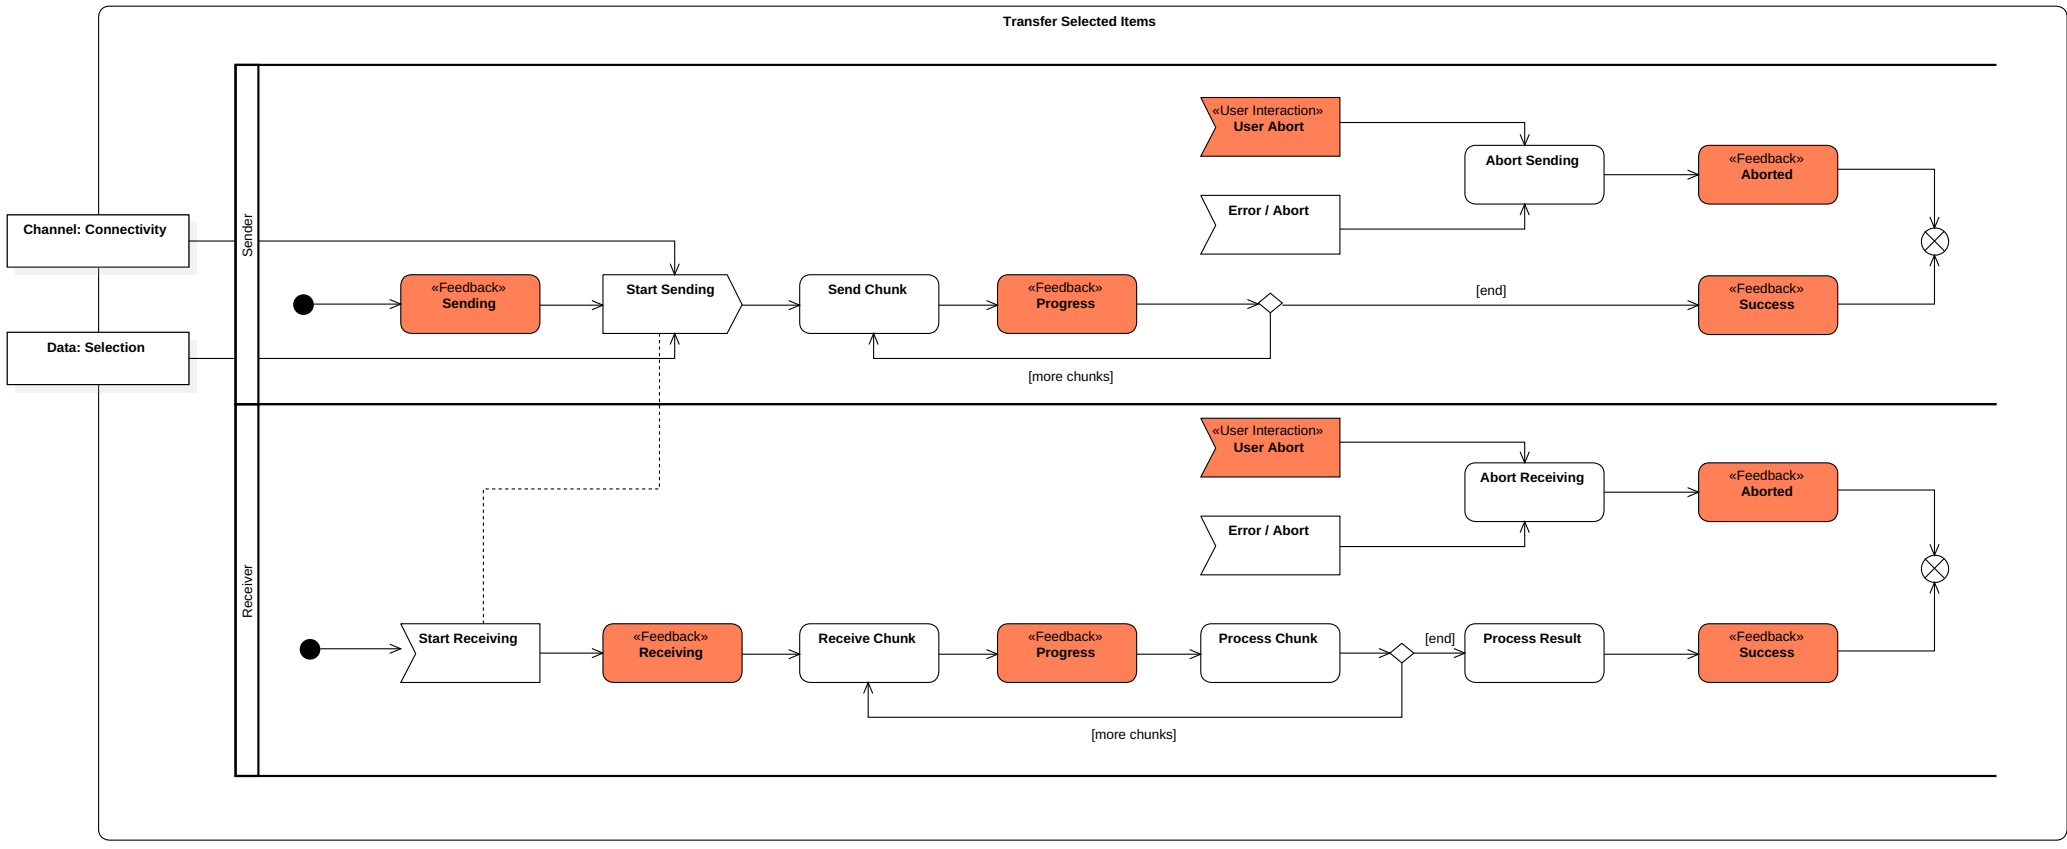 Transfer Selected Items
Channel: Connectivity
Data: Selection
Sender
«User Interaction»
User Abort
Error / Abort
Abort Sending
«Feedback»
Aborted
«Feedback»
Sending
Start Sending
Send Chunk
«Feedback»
Progress
[end]
«Feedback»
Success
[more chunks]
Receiver
«User Interaction»
User Abort
Error / Abort
Abort Receiving
«Feedback»
Aborted
Start Receiving
«Feedback»
Receiving
Receive Chunk
«Feedback»
Progress
Process Chunk
[end]
Process Result
«Feedback»
Success
[more chunks]